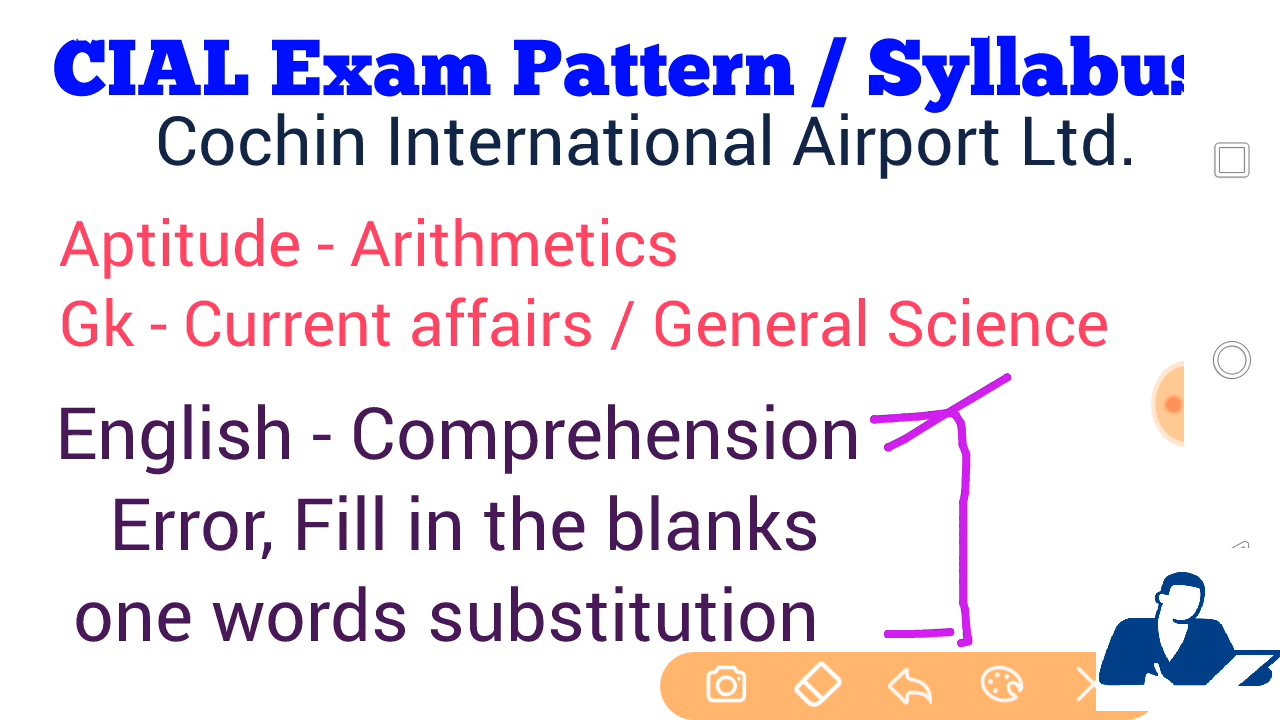 CIAL Exam Pattern / Syllabus
Cochin International Airport Ltd.
Aptitude - Arithmetics
Gk - Current affairs / General Science
English - Comprehension
Error, Fill in the blanks
one words substitution